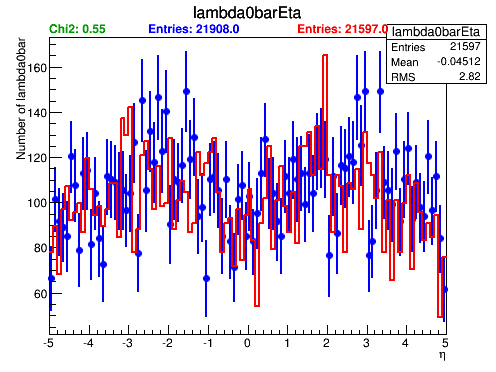 lambda0barEta
Chi2: 0.55 Entries: 21908.0 Entries: 21597.0
lambda0barEta
Entries 21597
Mean -0.04512
RMS 2.82
Number of lambda0bar
160
140
120
100
80
60
-5 -4 -3 -2 -1 0 1 2 3 4 5
η